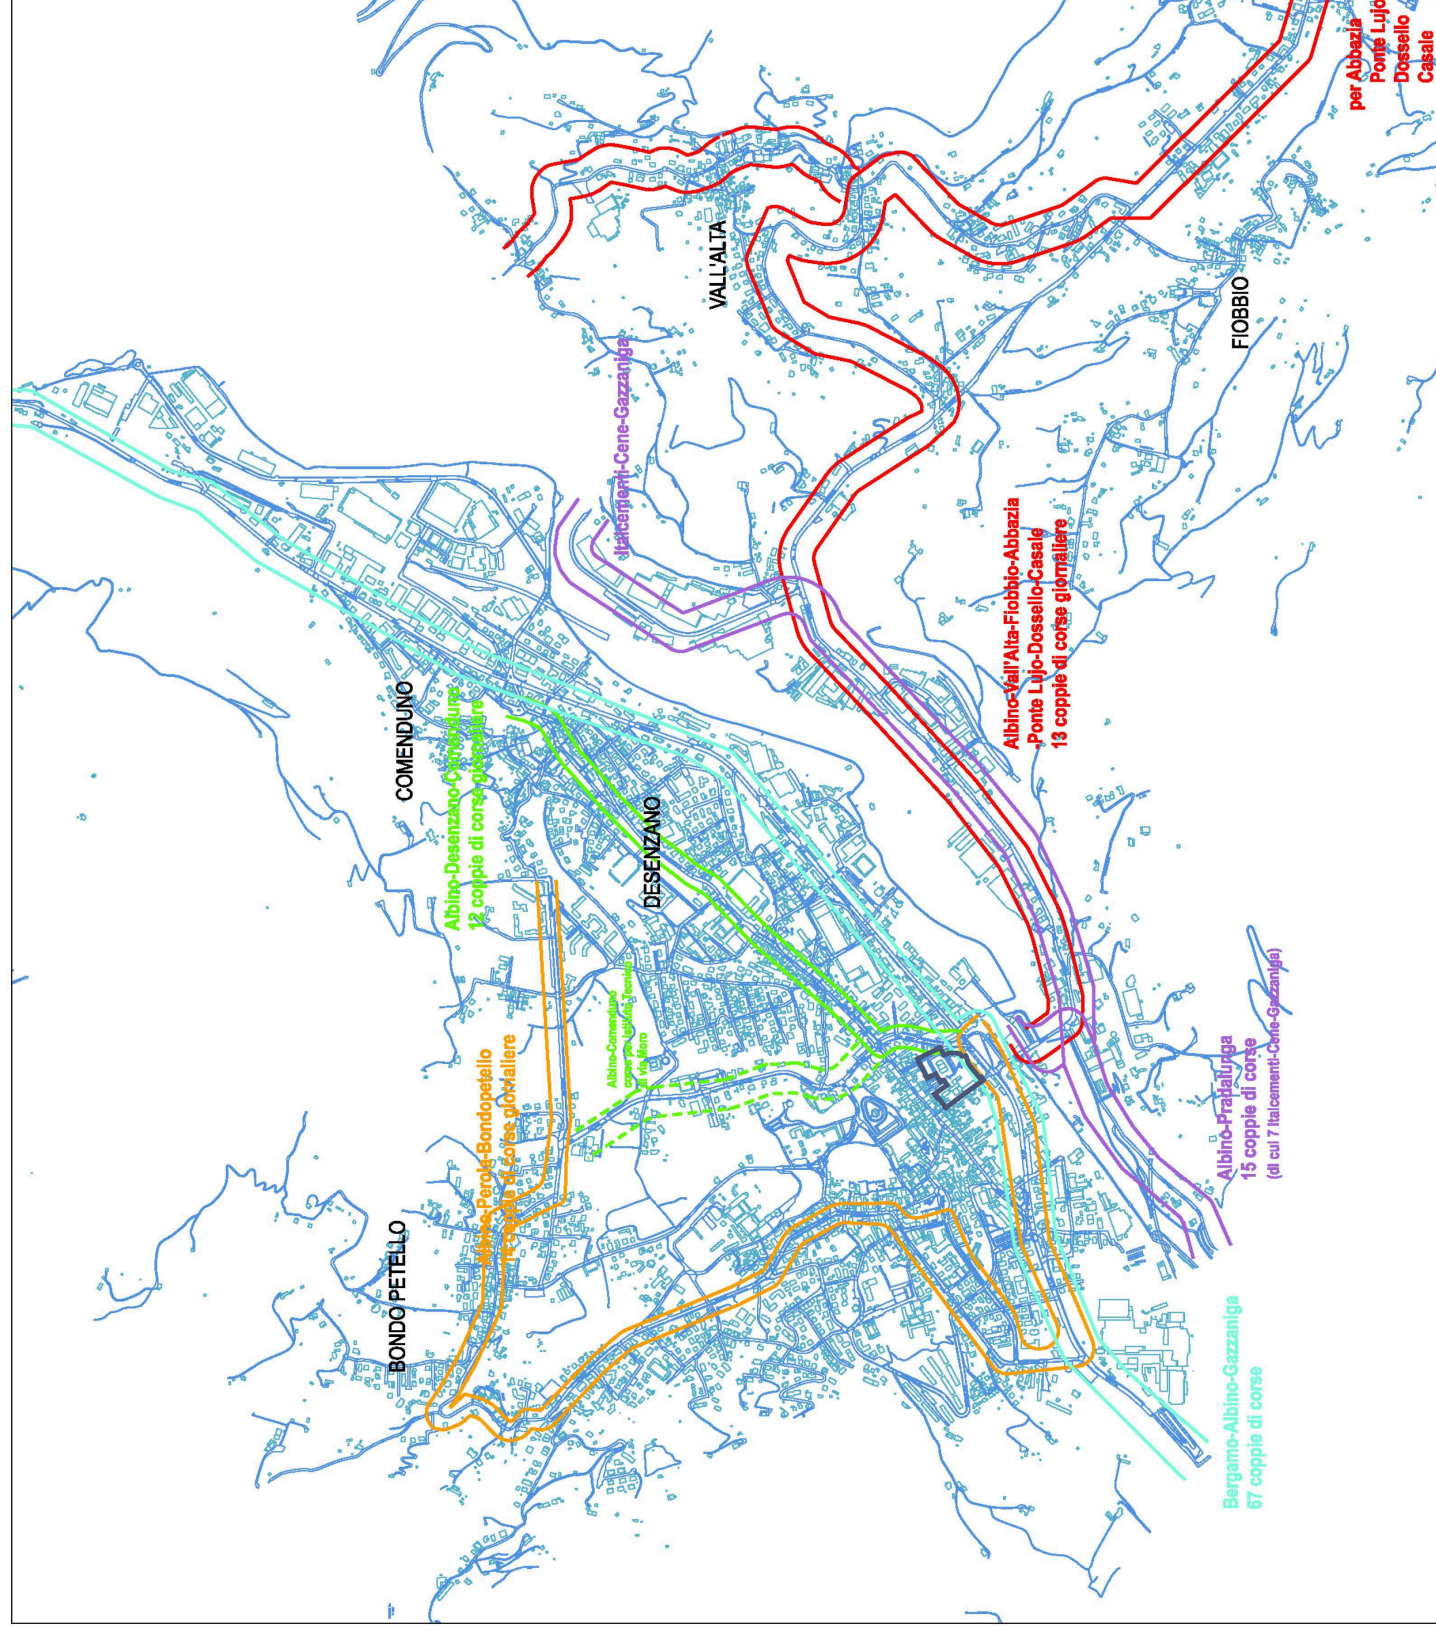 BONDO PETELLO
COMENDUNO
Albino-Desenzano-Comenduno
12 coppie di corse giornaliere
Albino-Perola-Bondopetello
14 coppie di corse giornaliere
Albino-Comenduno
DESENZANO
VALL'ALTA
FIOBBIO
Italcementi-Cene-Gazzaniga
Albino-Vall'Alta-Fiobbio-Abbazia
-Ponte Lujo-Dossello-Casale
13 coppie di corse giornaliere
per Abbazia
Ponte Lujo
Dossello
Casale
Albino-Pradalunga
15 coppie di corse
(di cui 7 Italcementi-Cene-Gazzaniga)
Bergamo-Albino-Gazzaniga
67 coppie di corse